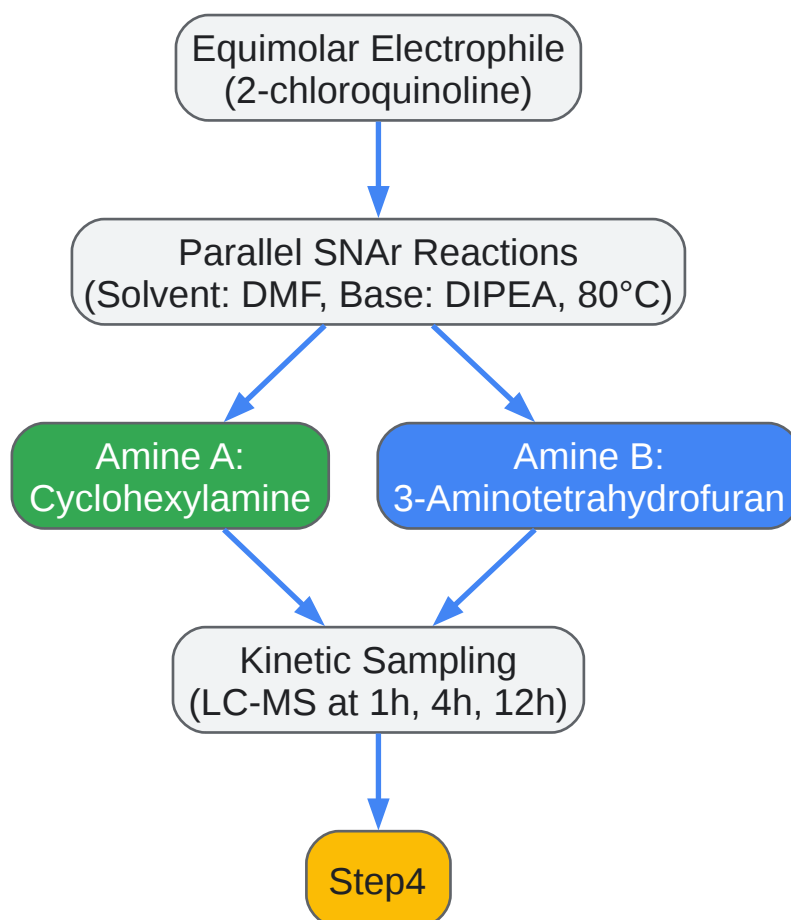 Equimolar Electrophile
(2-chloroquinoline)
Parallel SNAr Reactions
(Solvent: DMF, Base: DIPEA, 80°C)
Amine A:
Cyclohexylamine
Amine B:
3-Aminotetrahydrofuran
Kinetic Sampling
(LC-MS at 1h, 4h, 12h)
Step4